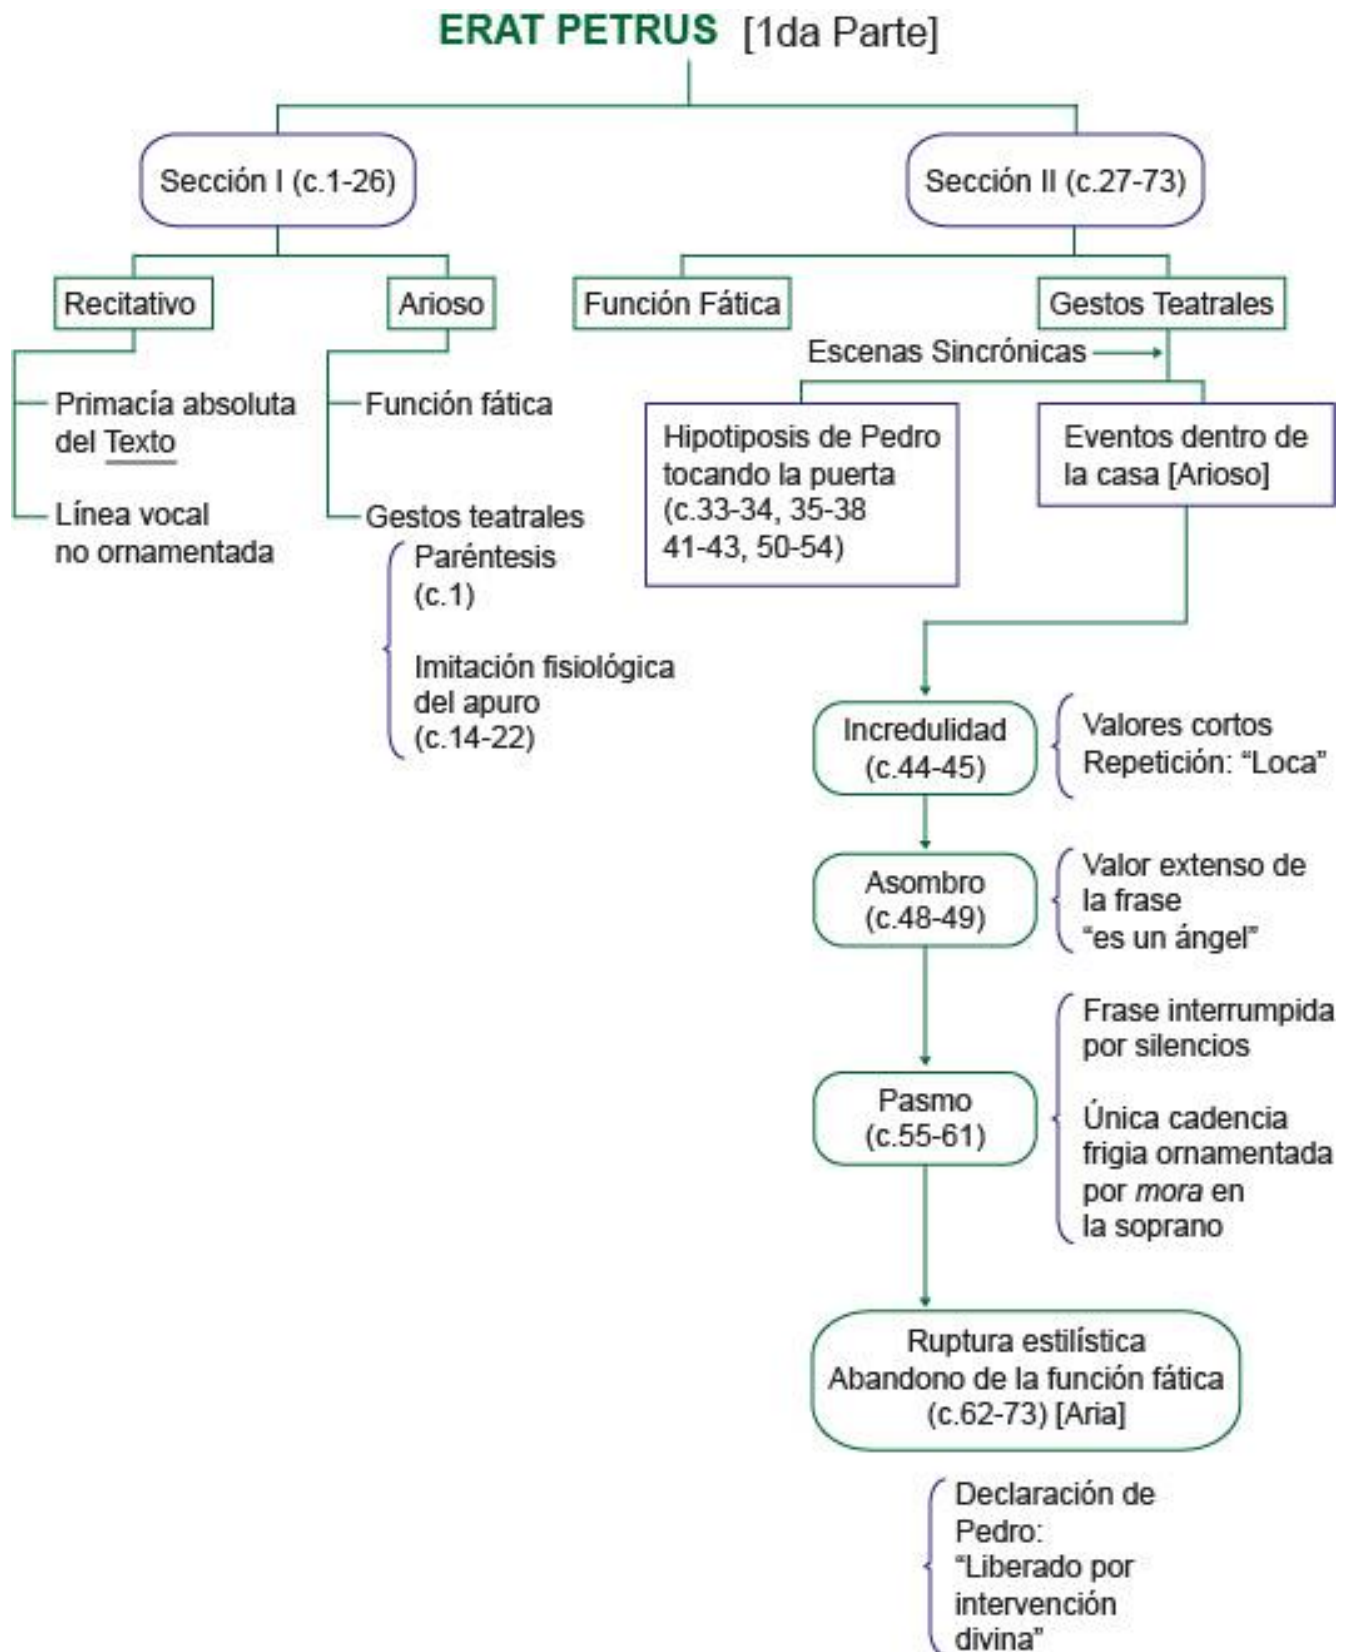 ERAT PETRUS [1da Parte]
Sección I (c.1-26)
Sección II (c.27-73)
Recitativo
Arioso
Función Fática
Gestos Teatrales
Escenas Sincrónicas
Primacía absoluta
del Texto
Línea vocal
no ornamentada
Función fática
Gestos teatrales
Paréntesis
(c.1)
Imitación fisiológica
del apuro
(c.14-22)
Hipotiposis de Pedro
tocando la puerta
(c.33-34, 35-38
41-43, 50-54)
Eventos dentro de
la casa [Arioso]
Incredulidad
(c.44-45)
Valores cortos
Repetición: “Loca”
Asombro
(c.48-49)
Valor extenso de
la frase
“es un ángel”
Pasmo
(c.55-61)
Frase interrumpida
por silencios
Única cadencia
frigia ornamentada
por mora en
la soprano
Ruptura estilística
Abandono de la función fática
(c.62-73) [Aria]
Declaración de
Pedro:
“Liberado por
intervención
divina”